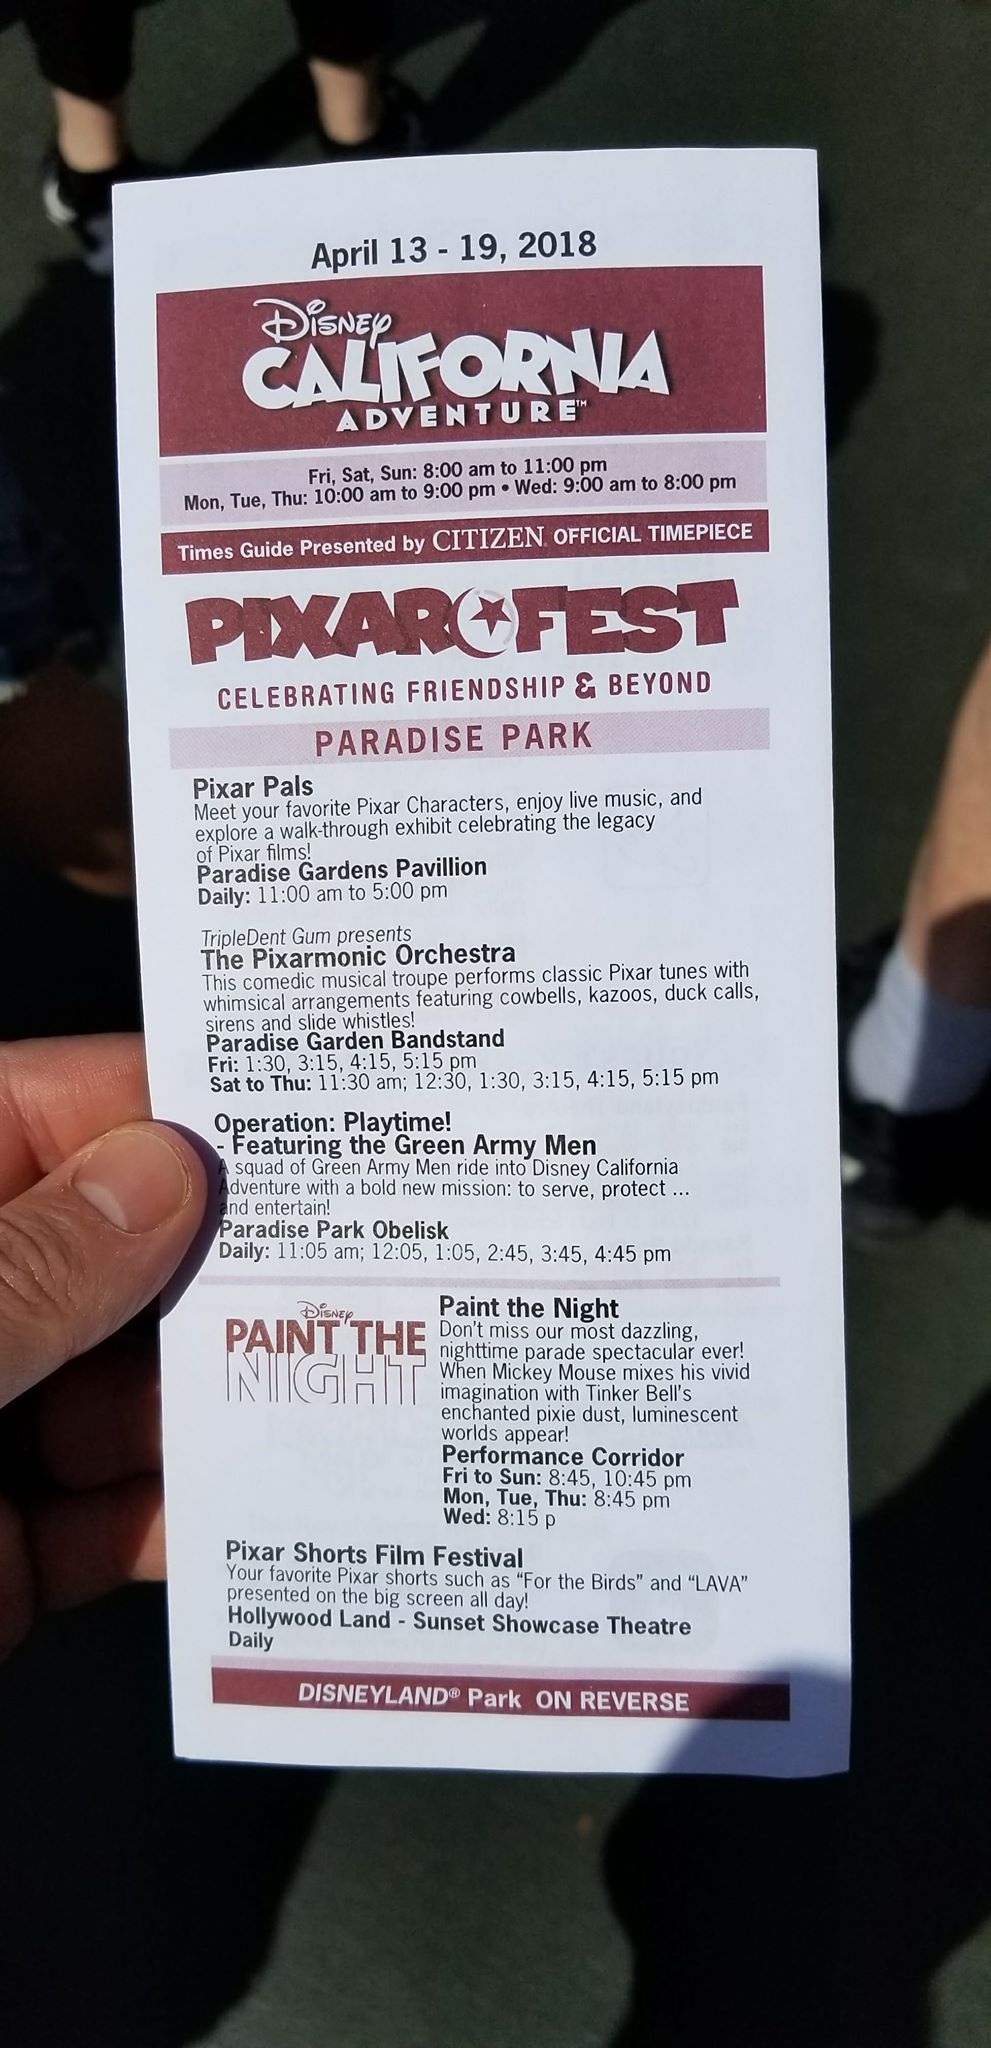 April 13 - 19, 2018
Disney
CALIFORNIA
ADVENTURE™
Fri, Sat, Sun: 8:00 am to 11:00 pm
Mon, Tue, Thu: 10:00 am to 9:00 pm • Wed: 9:00 am to 8:00 pm
Times Guide Presented by CITIZEN. OFFICIAL TIMEPIECE
PIXAR FEST
CELEBRATING FRIENDSHIP & BEYOND
PARADISE PARK
Pixar Pals
Meet your favorite Pixar Characters, enjoy live music, and
explore a walk-through exhibit celebrating the legacy
of Pixar films!
Paradise Gardens Pavillion
Daily: 11:00 am to 5:00 pm
TripleDent Gum presents
The Pixarmonic Orchestra
This comedic musical troupe performs classic Pixar tunes with
whimsical arrangements featuring cowbells, kazoos, duck calls,
sirens and slide whistles!
Paradise Garden Bandstand
Fri: 1:30, 3:15, 4:15, 5:15 pm
Sat to Thu: 11:30 am; 12:30, 1:30, 3:15, 4:15, 5:15 pm
Operation: Playtime!
- Featuring the Green Army Men
A squad of Green Army Men ride into Disney California
Adventure with a bold new mission: to serve, protect ...
and entertain!
Paradise Park Obelisk
Daily: 11:05 am; 12:05, 1:05, 2:45, 3:45, 4:45 pm
Disney
PAINT THE
NIGHT
Paint the Night
Don't miss our most dazzling,
nighttime parade spectacular ever!
When Mickey Mouse mixes his vivid
imagination with Tinker Bell's
enchanted pixie dust, luminescent
worlds appear!
Performance Corridor
Fri to Sun: 8:45, 10:45 pm
Mon, Tue, Thu: 8:45 pm
Wed: 8:15 p
Pixar Shorts Film Festival
Your favorite Pixar shorts such as “For the Birds” and “LAVA”
presented on the big screen all day!
Hollywood Land - Sunset Showcase Theatre
Daily
DISNEYLAND® Park ON REVERSE